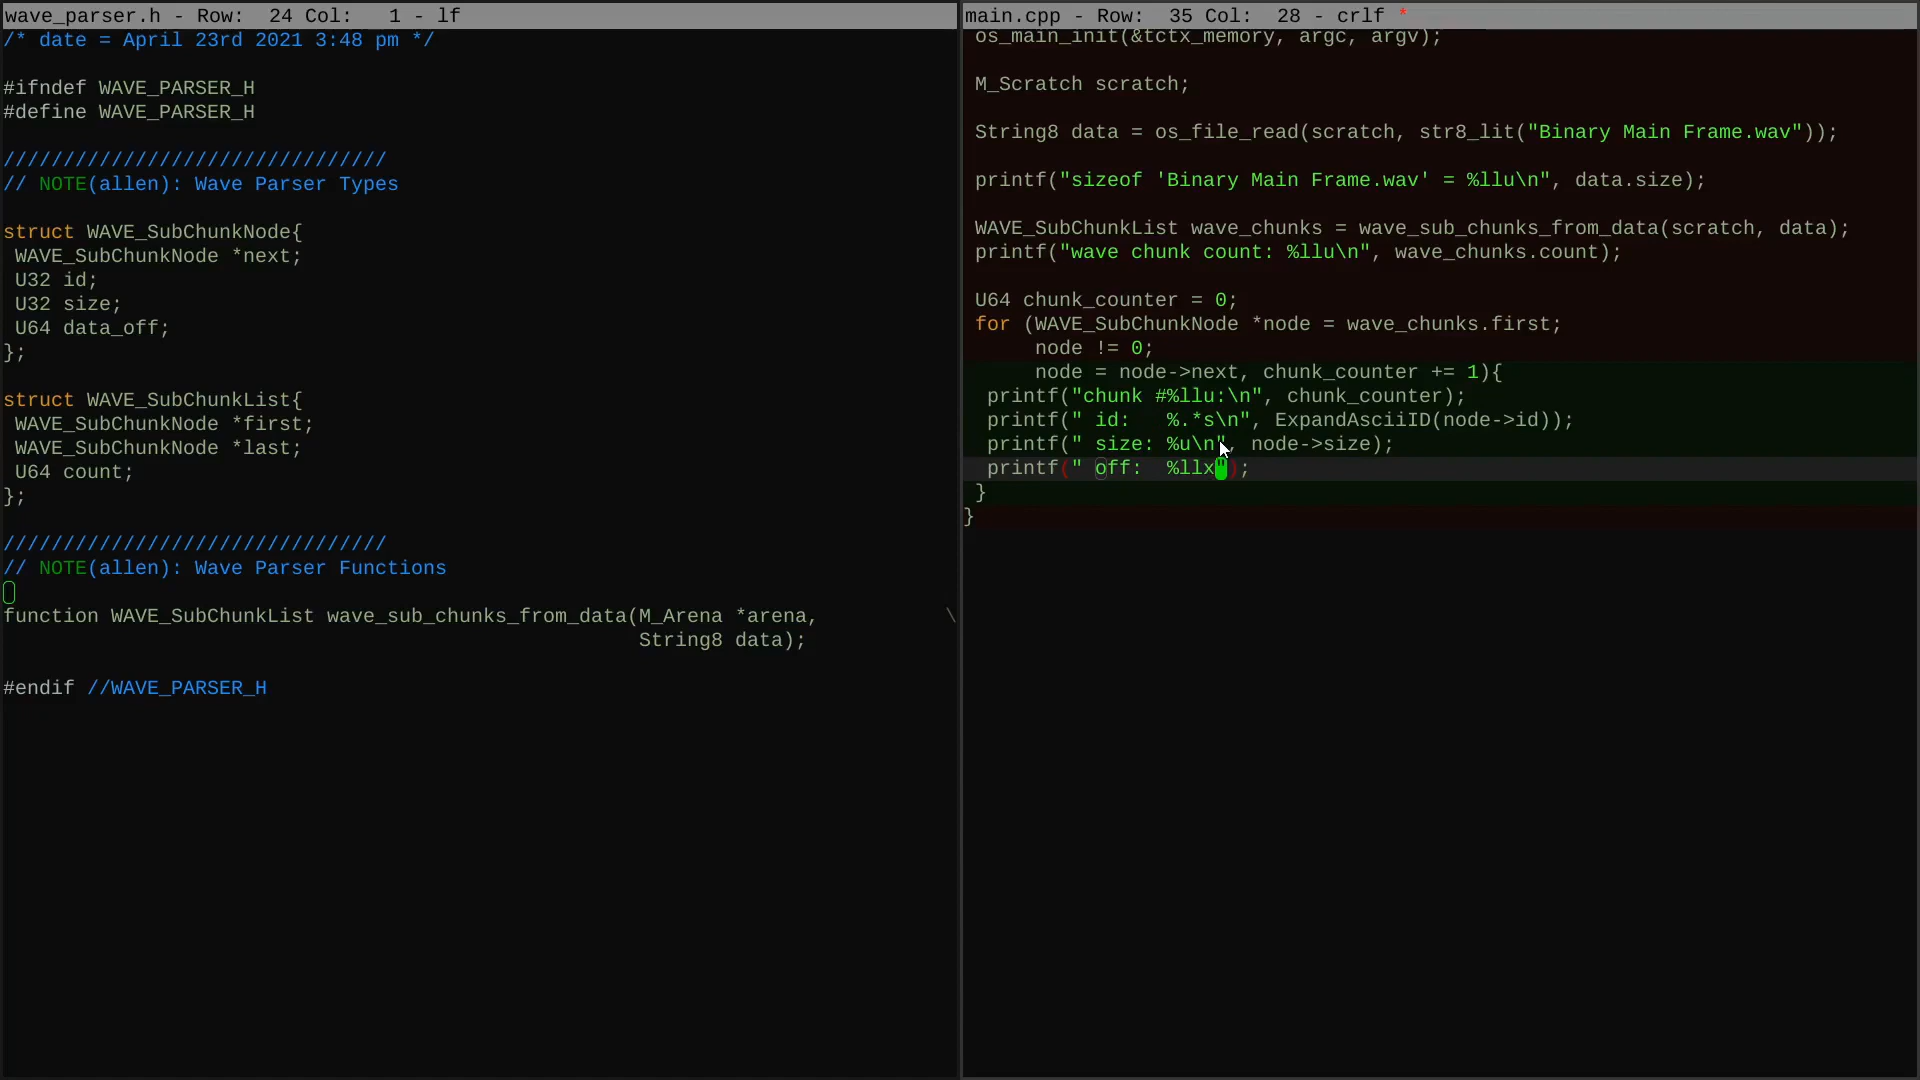 wave_parser.h - Row:  24 Col:   1 - lf
/* date = April 23rd 2021 3:48 pm */
#ifndef WAVE_PARSER_H
#define WAVE_PARSER_H
////////////////////////////////
// NOTE(allen): Wave Parser Types
struct WAVE_SubChunkNode{
 WAVE_SubChunkNode *next;
 U32 id;
 U32 size;
 U64 data_off;
};
struct WAVE_SubChunkList{
 WAVE_SubChunkNode *first;
 WAVE_SubChunkNode *last;
 U64 count;
};
////////////////////////////////
// NOTE(allen): Wave Parser Functions
function WAVE_SubChunkList wave_sub_chunks_from_data(M_Arena *arena, \
String8 data);
#endif //WAVE_PARSER_H
main.cpp - Row:  35 Col:  28 - crlf *
os_main_init(&tctx_memory, argc, argv);
M_Scratch scratch;
String8 data = os_file_read(scratch, str8_lit("Binary Main Frame.wav"));
printf("sizeof 'Binary Main Frame.wav' = %llu\n", data.size);
WAVE_SubChunkList wave_chunks = wave_sub_chunks_from_data(scratch, data);
printf("wave chunk count: %llu\n", wave_chunks.count);
U64 chunk_counter = 0;
for (WAVE_SubChunkNode *node = wave_chunks.first;
     node != 0;
     node = node->next, chunk_counter += 1){
 printf("chunk #%llu:\n", chunk_counter);
 printf(" id:   %.*s\n", ExpandAsciiID(node->id));
 printf(" size: %u\n", node->size);
 printf(" off:  %llx");
}
}